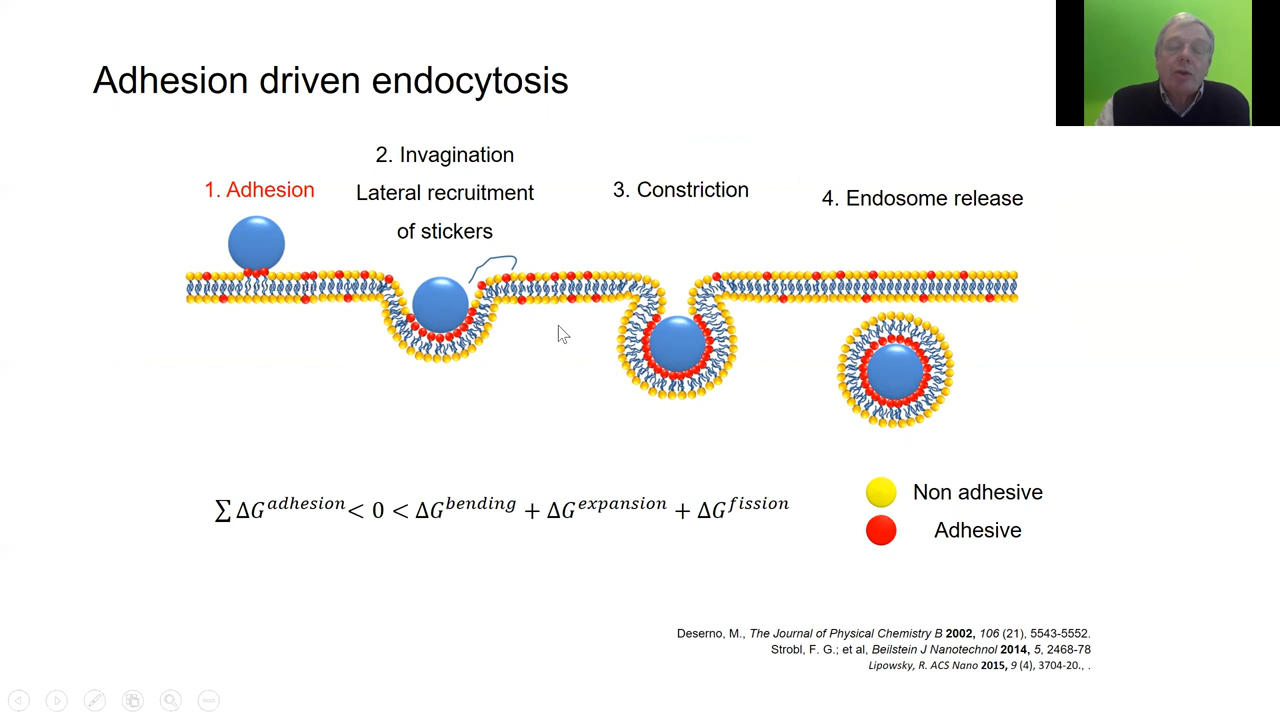 Adhesion driven endocytosis
1. Adhesion
2. Invagination
Lateral recruitment
of stickers
3. Constriction
4. Endosome release
∑ ΔG^adhesion < 0 < ΔG^bending + ΔG^expansion + ΔG^fission
Non adhesive
Adhesive
Deserno, M., The Journal of Physical Chemistry B 2002, 106 (21), 5543-5552.
Strobl, F. G.; et al, Beilstein J Nanotechnol 2014, 5, 2468-78
Lipowsky, R. ACS Nano 2015, 9 (4), 3704-20., .